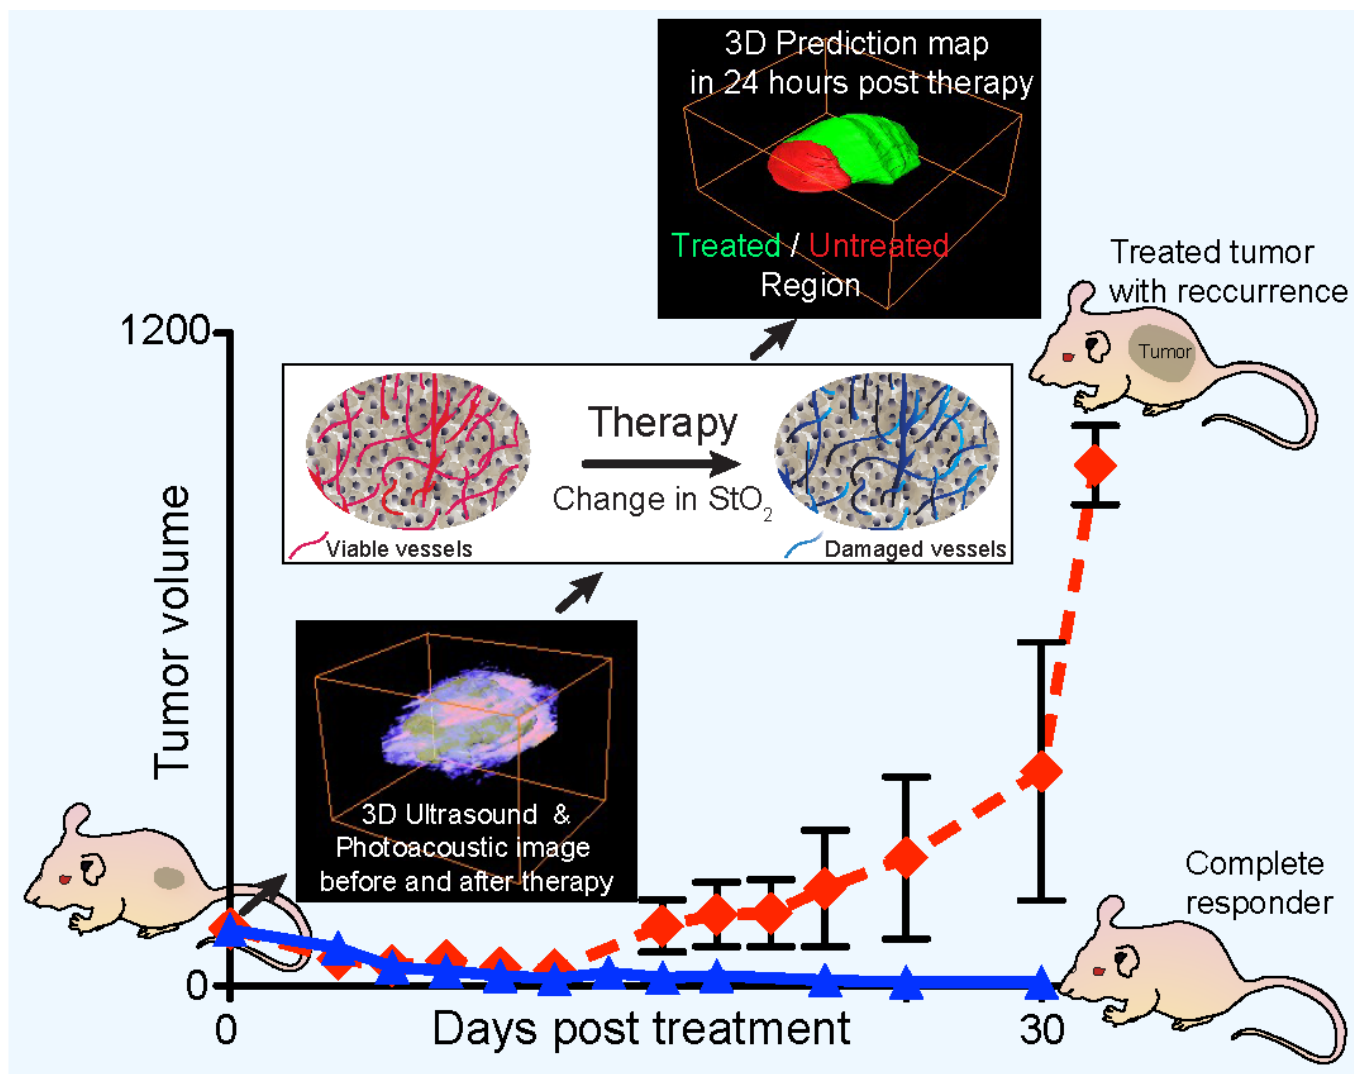 3D Prediction map
in 24 hours post therapy
Treated / Untreated
Region
Treated tumor
with reccurrence
Tumor
1200
Therapy
Change in StO₂
Viable vessels
Damaged vessels
Tumor volume
3D Ultrasound &
Photoacoustic image
before and after therapy
Complete
responder
0
0
Days post treatment
30